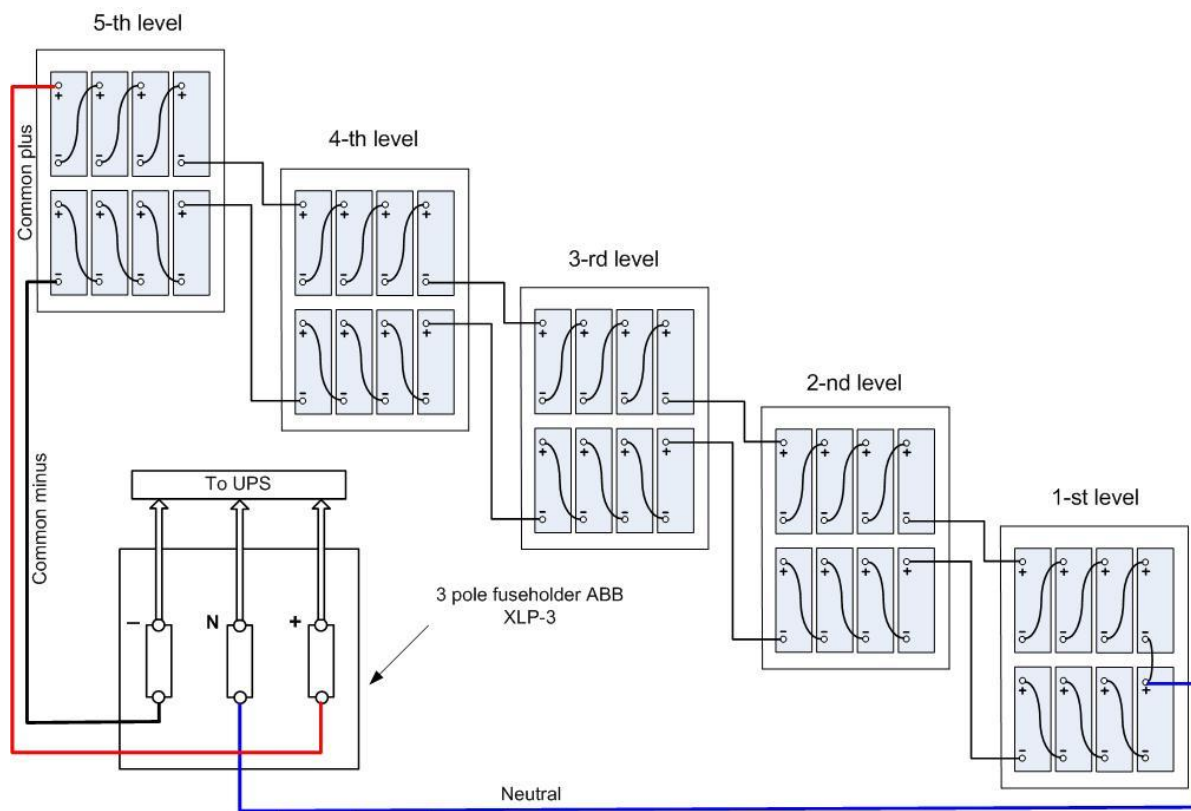 5-th level
4-th level
3-rd level
2-nd level
1-st level
Common plus
Common minus
To UPS
– N +
3 pole fuseholder ABB
XLP-3
Neutral